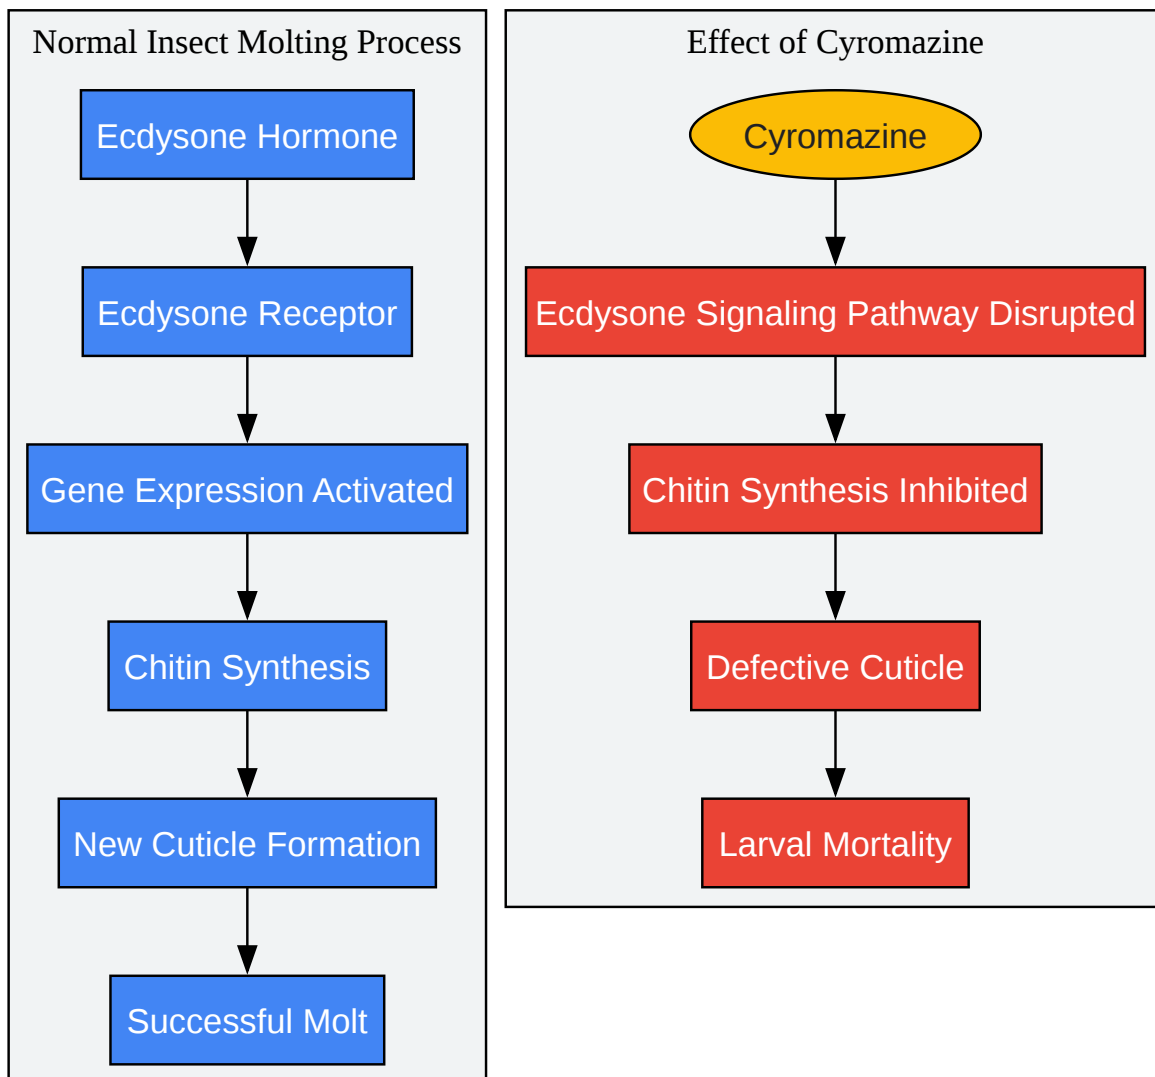 Normal Insect Molting Process
Ecdysone Hormone
Ecdysone Receptor
Gene Expression Activated
Chitin Synthesis
New Cuticle Formation
Successful Molt
Effect of Cyromazine
Cyromazine
Ecdysone Signaling Pathway Disrupted
Chitin Synthesis Inhibited
Defective Cuticle
Larval Mortality